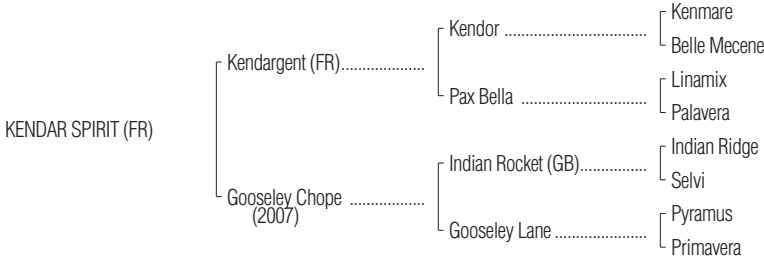 Kenmare
Kendor ..................................
Belle Mecene
Kendargent (FR)....................
Linamix
Pax Bella ..............................
Palavera
KENDAR SPIRIT (FR)
Indian Ridge
Indian Rocket (GB)................
Selvi
Gooseley Chope ..................
(2007)
Pyramus
Gooseley Lane ......................
Primavera